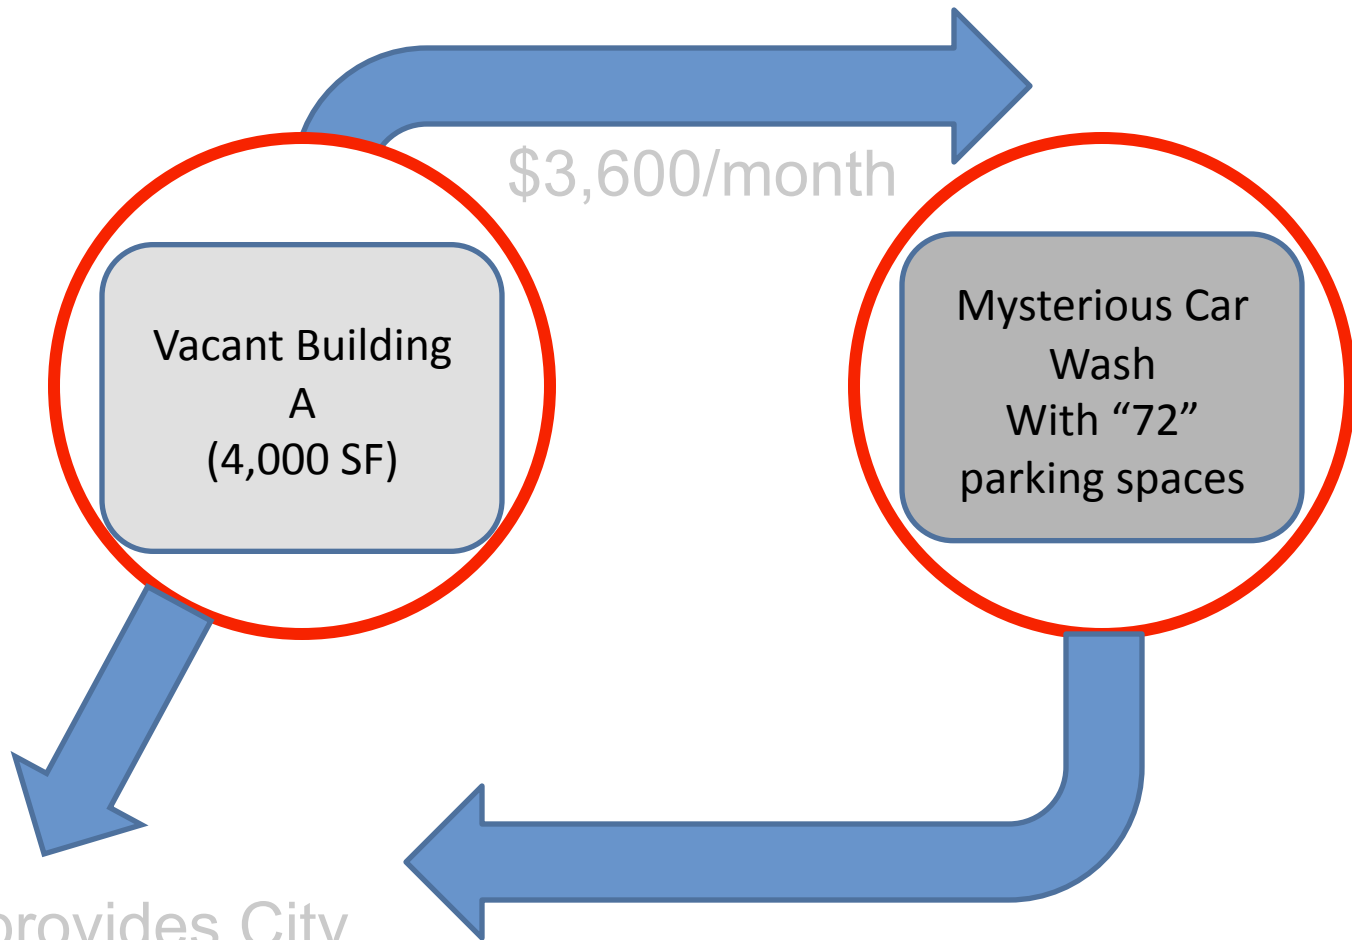 $3,600/month
Vacant Building
A
(4,000 SF)
Mysterious Car
Wash
With “72”
parking spaces
provides City